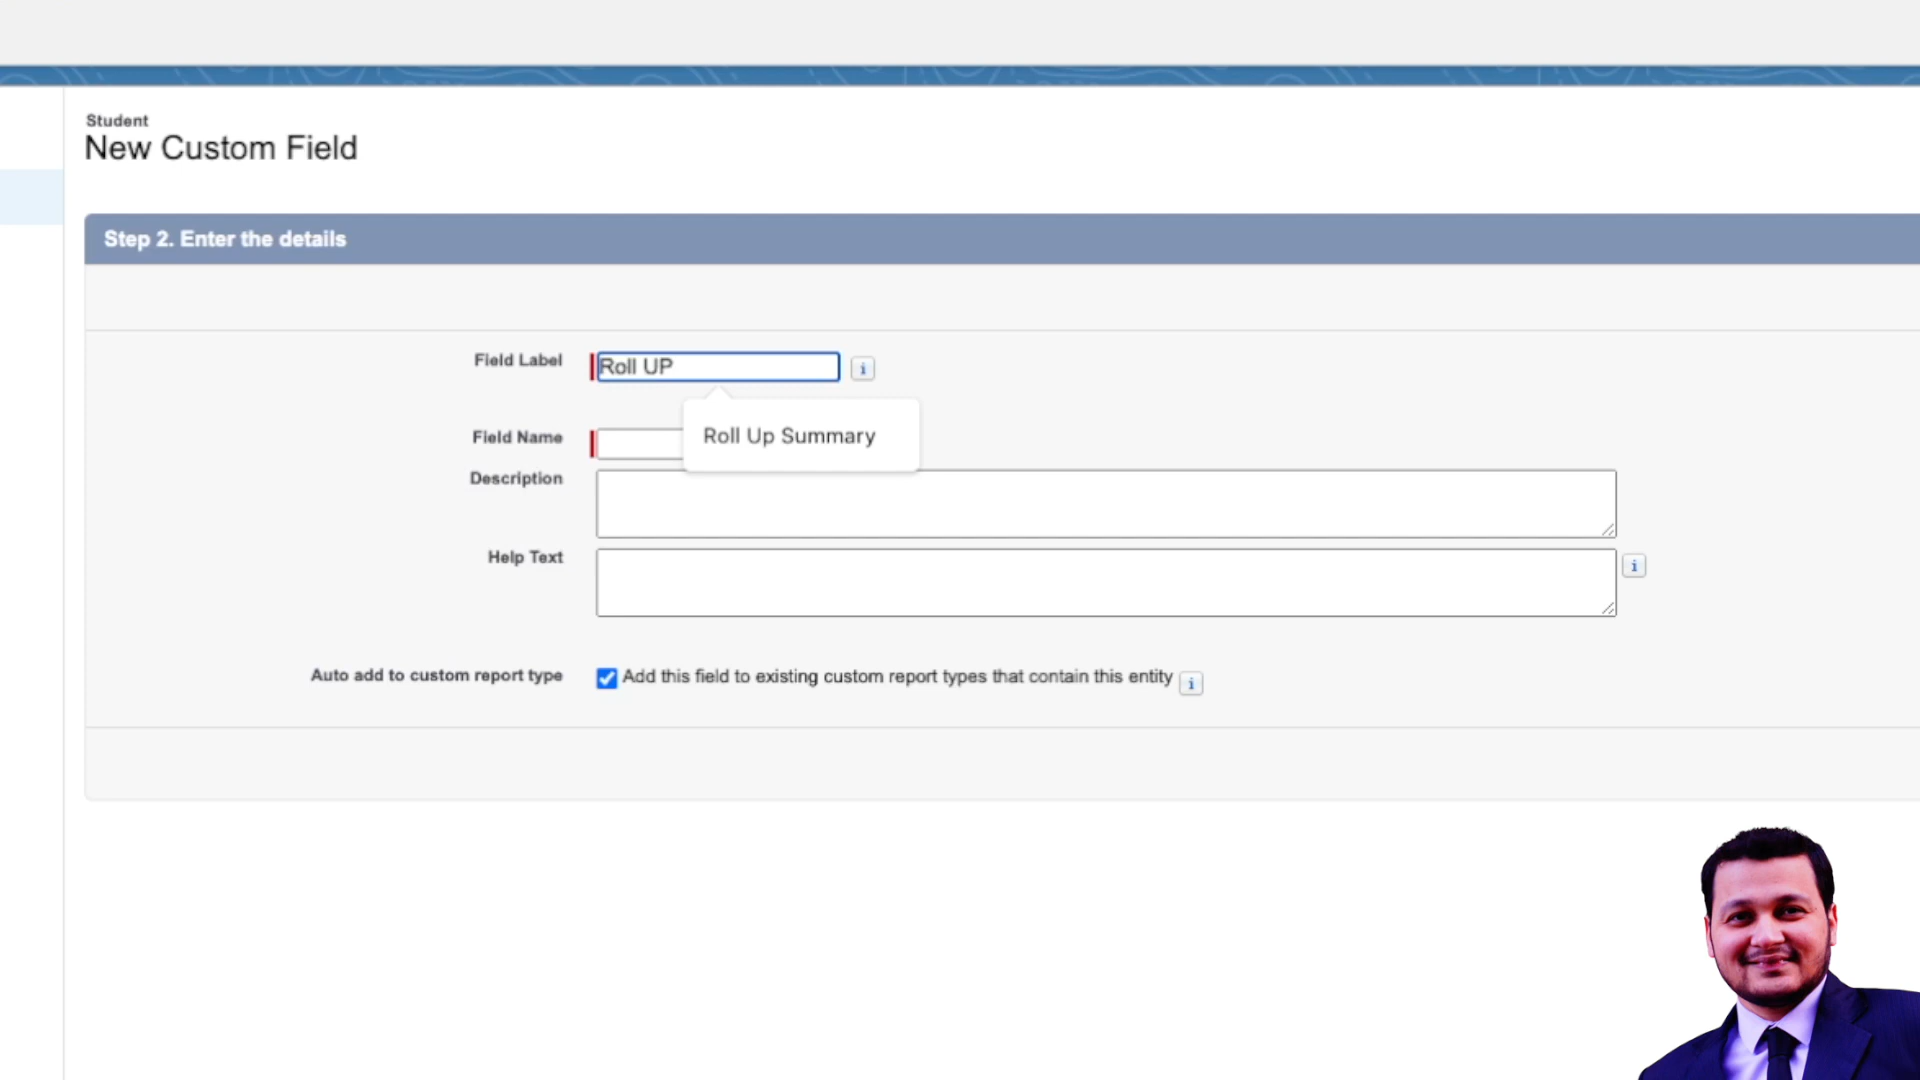 Student
New Custom Field
Step 2. Enter the details
Field Label
Roll UP
i
Field Name
Roll Up Summary
Description
Help Text
i
Auto add to custom report type
Add this field to existing custom report types that contain this entity
i